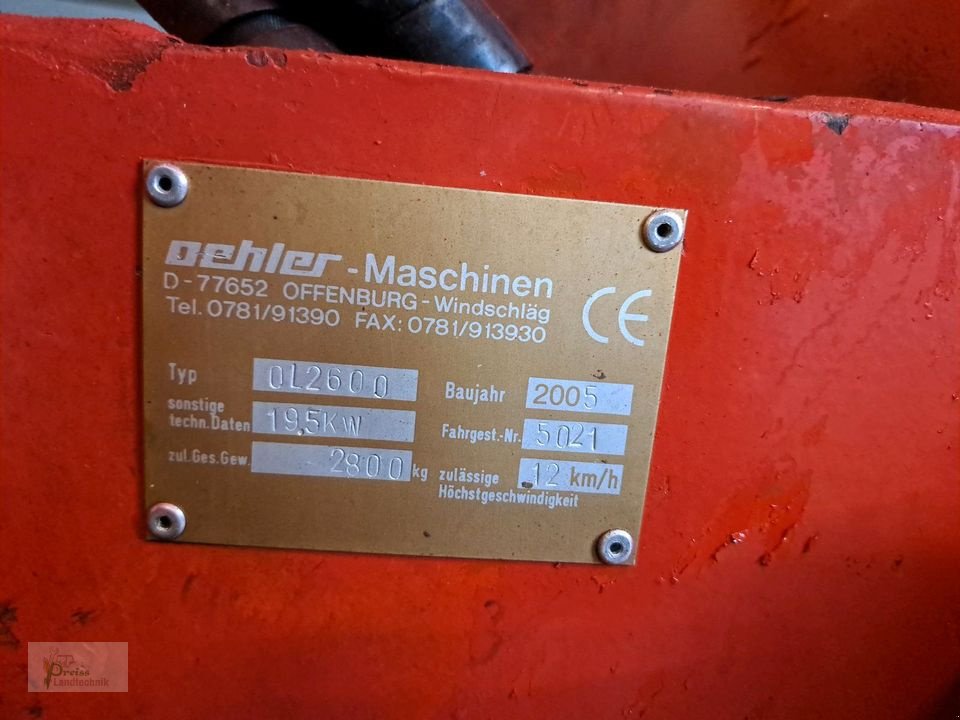 oehler - Maschinen
D-77652 OFFENBURG-Windschläg
Tel. 0781/91390 FAX: 0781/913930
CE
Typ OL2600
Baujahr 2005
sonstige
techn.Daten 19,5KW
Fahrgest.-Nr. 5021
zul.Ges.Gew. 2800 kg
zulässige 12 km/h
Höchstgeschwindigkeit
Preiss
Landtechnik